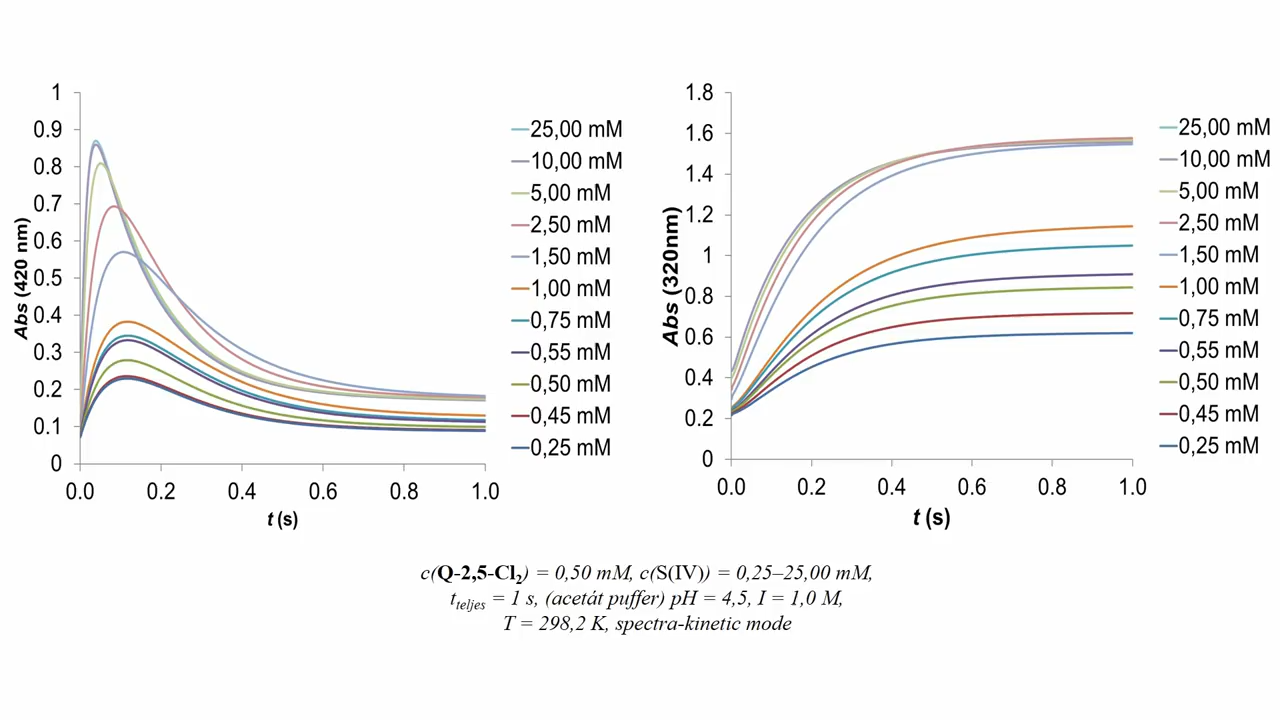 1
0.9
0.8
0.7
0.6
0.5
0.4
0.3
0.2
0.1
0
Abs (420 nm)
0.0 0.2 0.4 0.6 0.8 1.0
t (s)
25,00 mM
10,00 mM
5,00 mM
2,50 mM
1,50 mM
1,00 mM
0,75 mM
0,55 mM
0,50 mM
0,45 mM
0,25 mM
1.8
1.6
1.4
1.2
1
0.8
0.6
0.4
0.2
0
Abs (320nm)
0.0 0.2 0.4 0.6 0.8 1.0
t (s)
25,00 mM
10,00 mM
5,00 mM
2,50 mM
1,50 mM
1,00 mM
0,75 mM
0,55 mM
0,50 mM
0,45 mM
0,25 mM
c(Q-2,5-Cl₂) = 0,50 mM, c(S(IV)) = 0,25–25,00 mM,
tteljes = 1 s, (acetát puffer) pH = 4,5, I = 1,0 M,
T = 298,2 K, spectra-kinetic mode